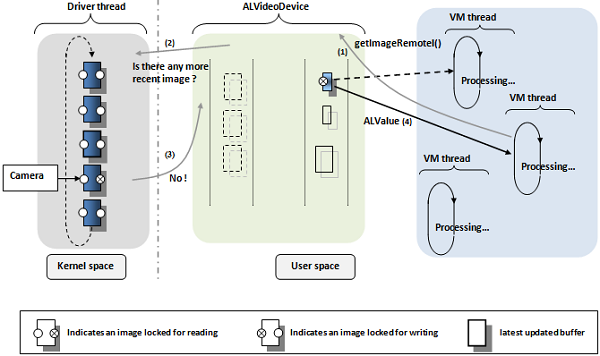 Driver thread
ALVideoDevice
VM thread
(2)
(1)
getImageRemotel()
Is there any more
recent image ?
Processing...
VM thread
ALValue (4)
(3)
VM thread
Processing...
Camera
No !
Processing...
Kernel space
User space
Indicates an image locked for reading
Indicates an image locked for writing
latest updated buffer